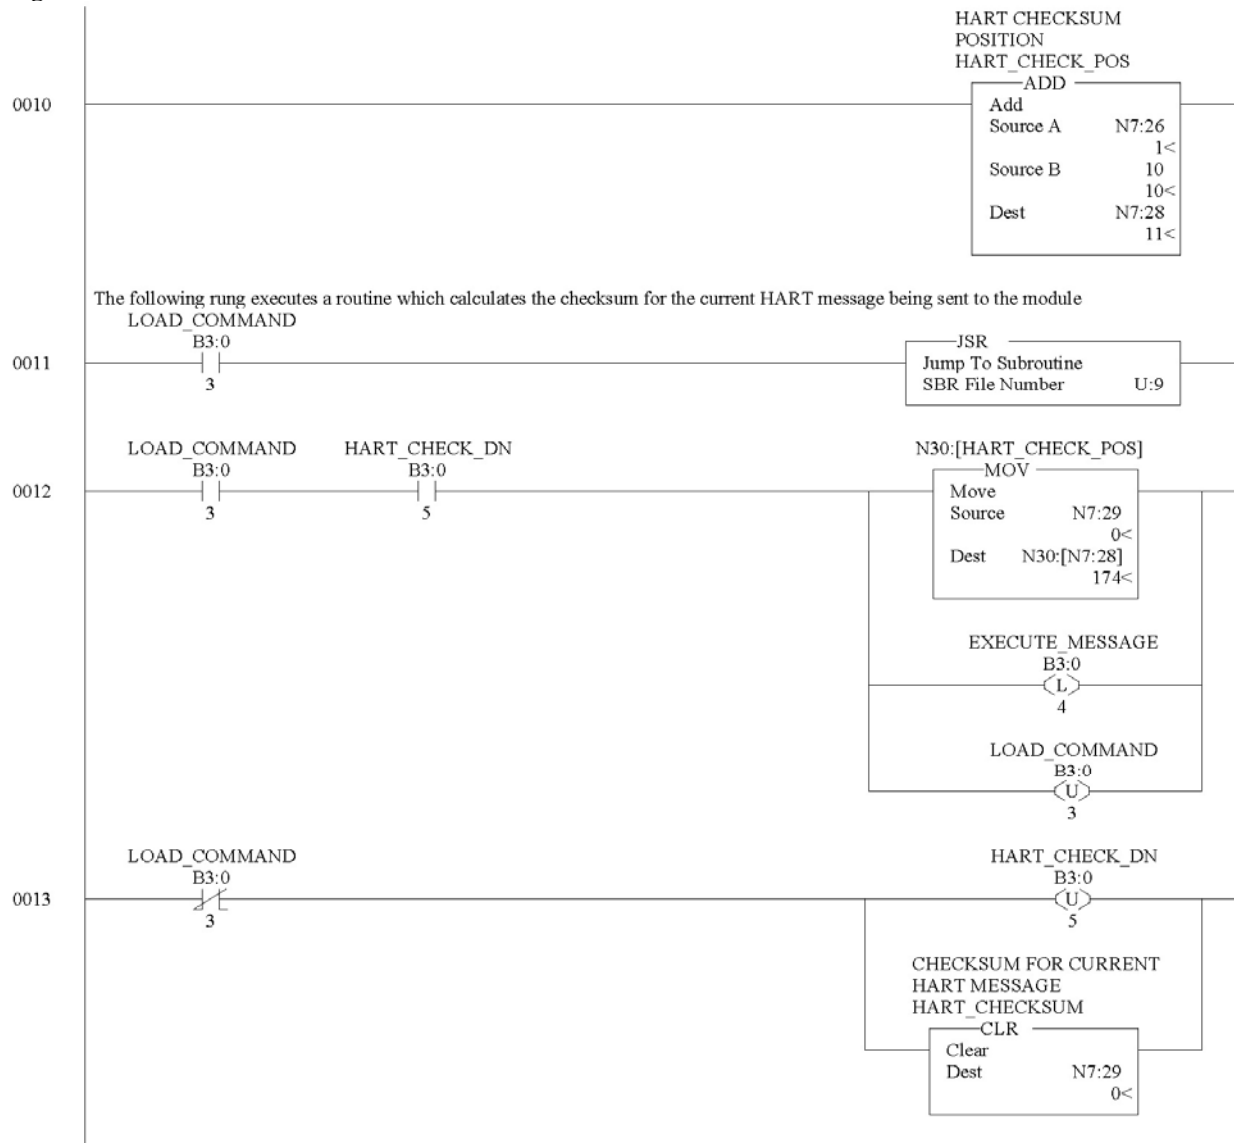 HART CHECKSUM
POSITION
HART_CHECK_POS
ADD
0010
Add
Source A N7:26
1<
Source B 10
10<
Dest N7:28
11<
The following rung executes a routine which calculates the checksum for the current HART message being sent to the module
LOAD_COMMAND
B3:0
JSR
0011
Jump To Subroutine
3
SBR File Number U:9
LOAD_COMMAND HART_CHECK_DN N30:[HART_CHECK_POS]
B3:0 B3:0 MOV
0012
Move
3 5
Source N7:29
0<
Dest N30:[N7:28]
174<
EXECUTE_MESSAGE
B3:0
L
4
LOAD_COMMAND
B3:0
U
3
LOAD_COMMAND HART_CHECK_DN
B3:0 B3:0
0013 U
3 5
CHECKSUM FOR CURRENT
HART MESSAGE
HART_CHECKSUM
CLR
Clear
Dest N7:29
0<